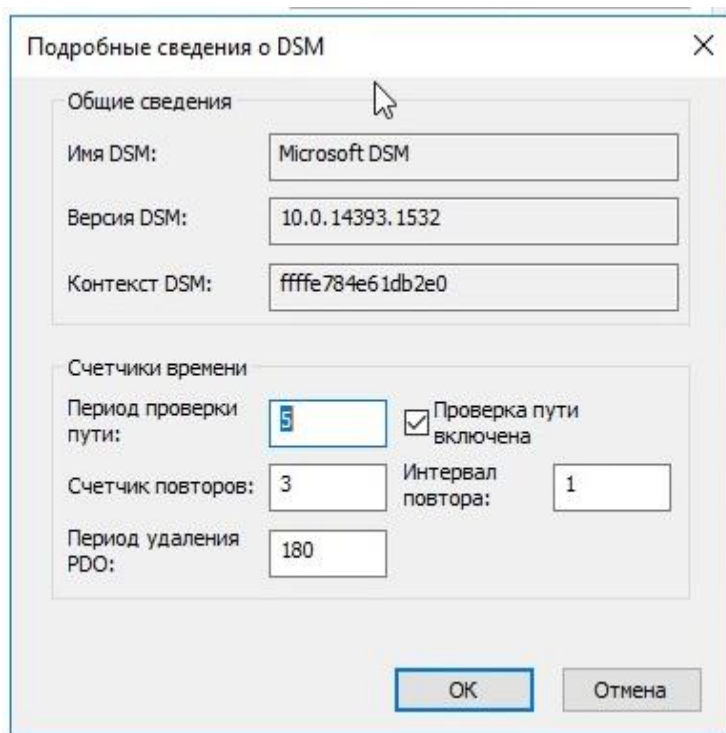 Подробные сведения о DSM
Общие сведения
Имя DSM:
Microsoft DSM
Версия DSM:
10.0.14393.1532
Контекст DSM:
ffffe784e61db2e0
Счетчики времени
Период проверки
пути:
5
Проверка пути
включена
Счетчик повторов:
3
Интервал
повтора:
1
Период удаления
PDO:
180
ОК
Отмена